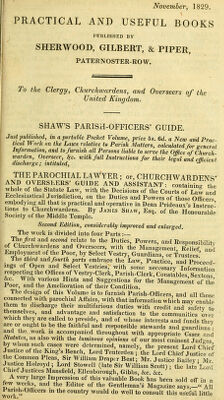 November, 1829.
PRACTICAL AND USEFUL BOOKS
PUBLISHED BY
SHERWOOD, GILBERT, & PIPER,
PATERNOSTER-ROW.
To the Clergy, Churchwardens, and Overseers of the
United Kingdom.
SHAW'S PARISH-OFFICERS' GUIDE.
Just published, in a portable Pocket Volume, price 5s. 6d. a New and Prac-
tical Work on the Laws relative to Parish Matters, calculated for general
Information, and to furnish all Persons liable to serve the Office of Church-
warden, Overseer, &c. with full Instructions for their legal and efficient
discharge; intituled,
THE PAROCHIAL LAWYER; or, CHURCHWARDENS'
AND OVERSEERS' GUIDE AND ASSISTANT: containing the
whole of the Statute Law, with the Decisions of the Courts of Law and
Ecclesiastical Jurisdiction, on the Duties and Powers of those Officers,
embodying all that is practical and operative in Dean Prideaux's Instruc-
tions to Churchwardens. By JAMES SHAW, Esq. of the Honourable
Society of the Middle Temple.
Second Edition, considerably improved and enlarged.
The work is divided into four Parts:—
The first and second relate to the Duties, Powers, and Responsibility
of Churchwardens and Overseers, with the Management, Relief, and
Employment of the Poor, by Select Vestry, Guardian, or Trustees.
The third and fourth parts embrace the Law, Practice, and Proceed-
ings of General and Select Vestries, with some necessary Information
respecting the Offices of Vestry-Clerk, Parish-Clerk, Constables, Sextons,
&c. With various Hints and Suggestions for the Management of the
Poor, and the Amelioration of their Condition.
The design of this Volume is to furnish Parish-Officers, and all those
connected with parochial Affairs, with that information which may enable
them to discharge their multifarious duties with credit and safety to
themselves, and advantage and satisfaction to the communities over
which they are called to preside, and of whose interests and funds they
are or ought to be the faithful and responsible stewards and guardians:
and the work is accompanied throughout with appropriate Cases and
Statutes, as also with the luminous opinions of our most eminent Judges,
by whom such cases were determined, namely, the present Lord Chief
Justice of the King's Bench, Lord Tenterden; the Lord Chief Justice of
the Common Pleas, Sir William Draper Best; Mr. Justice Bailey; Mr.
Justice Holroyd; Lord Stowell (late Sir William Scott); the late Lord
Chief Justices Mansfield, Ellenborough, Gibbs, &c. &c.
A very large Impression of this valuable Book has been sold off in a
few weeks, and the Editor of the Gentleman's Magazine says,—"All
Parish-Officers in the country would do well to consult this useful little
work."